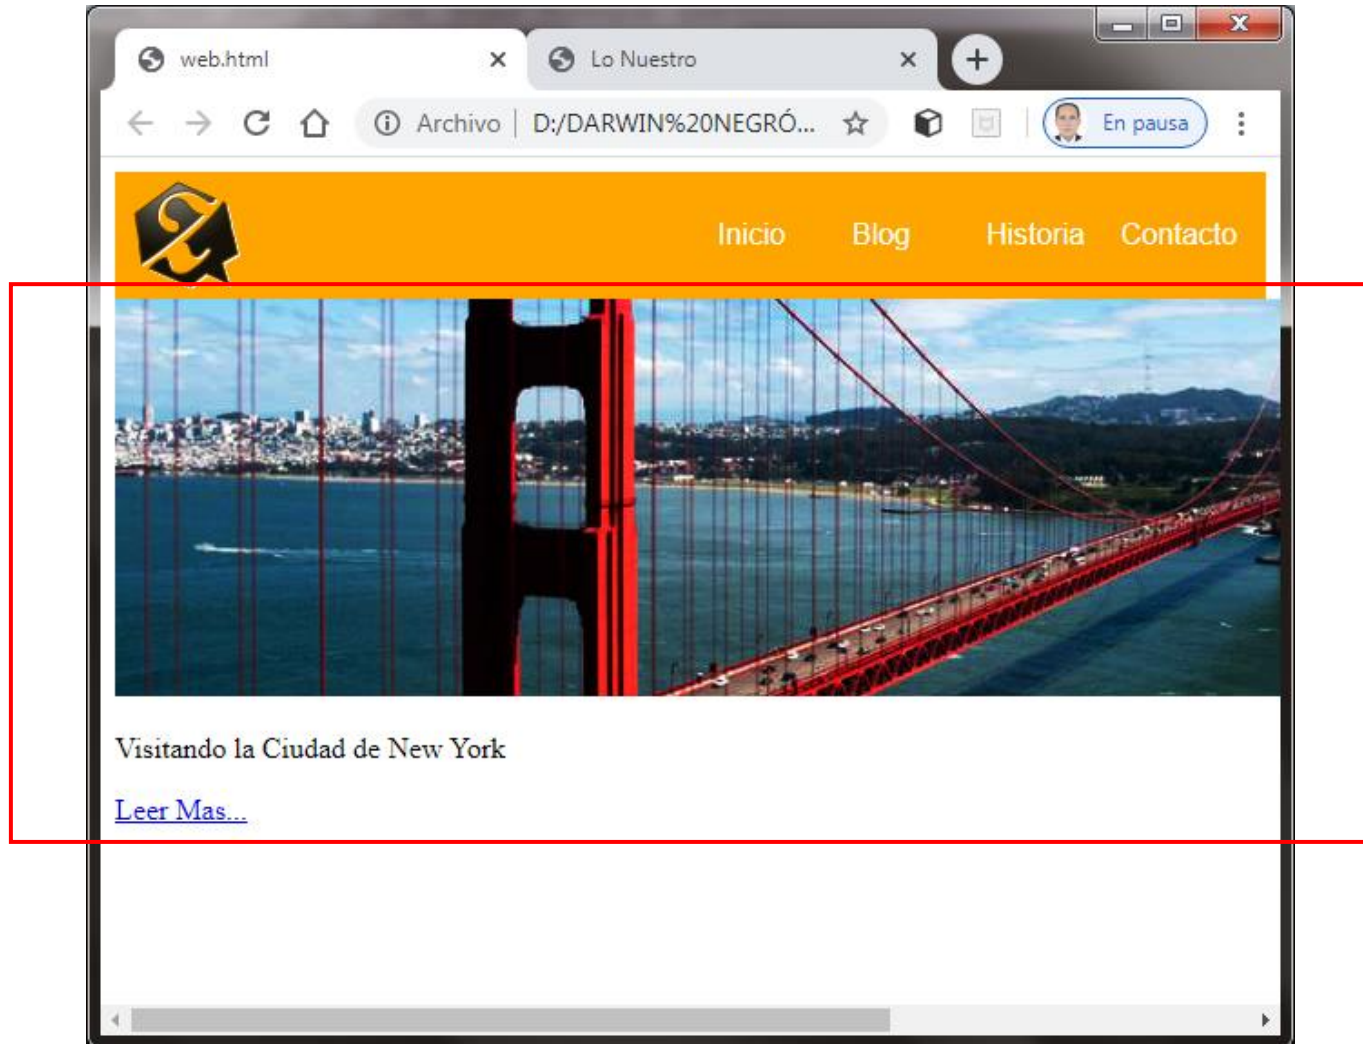 web.html
Lo Nuestro
Archivo | D:/DARWIN%20NEGRÓ...
En pausa
Inicio Blog Historia Contacto
Visitando la Ciudad de New York
Leer Mas...